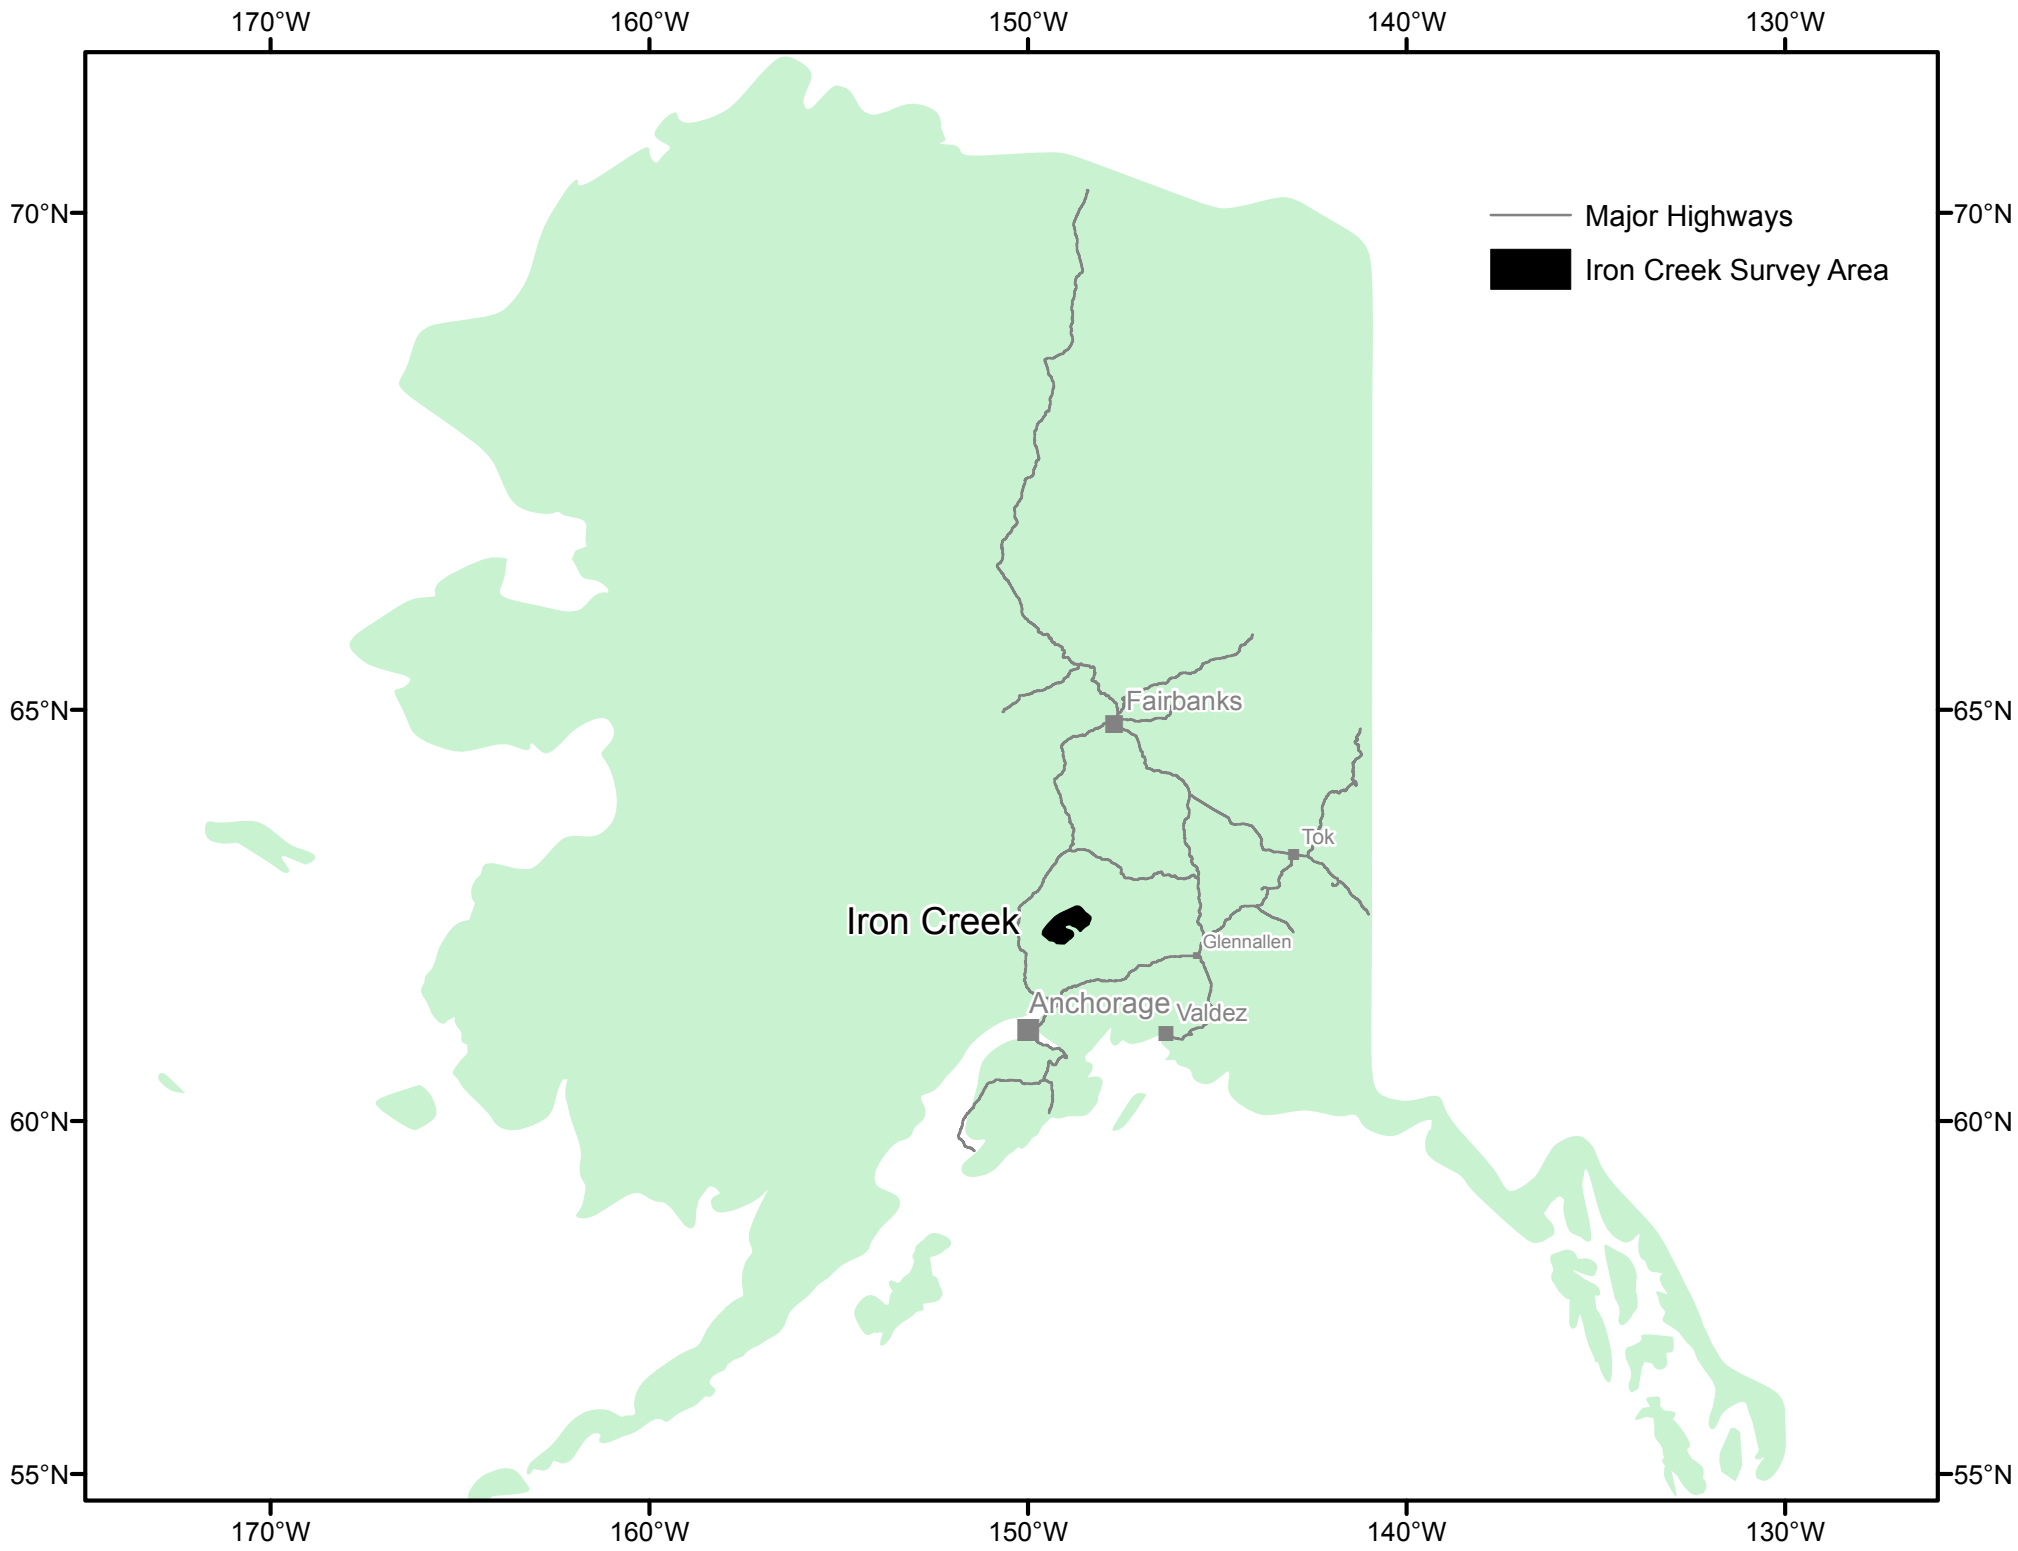 170°W 160°W 150°W 140°W 130°W
70°N 70°N
Major Highways
Iron Creek Survey Area
Fairbanks
65°N 65°N
Tok
Iron Creek
Glennallen
Anchorage
Valdez
60°N 60°N
55°N 55°N
170°W 160°W 150°W 140°W 130°W